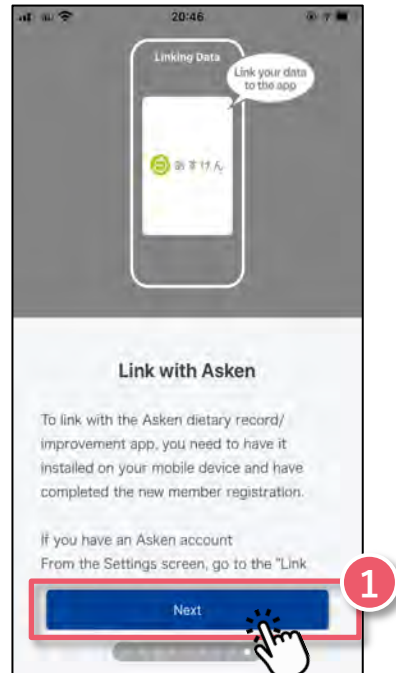 20:46
Linking Data
Link your data
to the app
あすけん
Link with Asken
To link with the Asken dietary record/
improvement app, you need to have it
installed on your mobile device and have
completed the new member registration.
If you have an Asken account
From the Settings screen, go to the "Link
1
Next